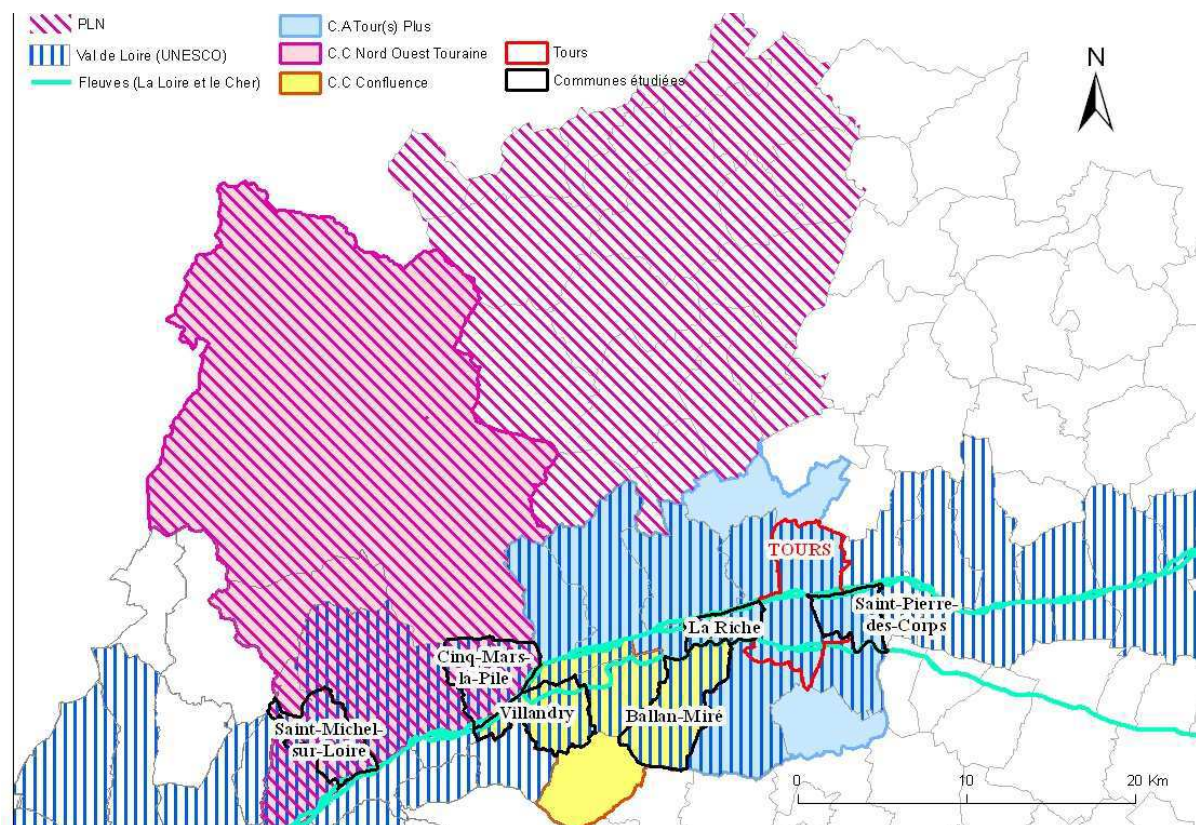 PLN
Val de Loire (UNESCO)
Fleuves (La Loire et le Cher)
C.A Tour(s) Plus
C.C Nord Ouest Touraine
C.C Confluence
Tours
Communes étudiées
N
TOURS
Saint-Pierre-
des-Corps
La Riche
Cinq-Mars-
la-Pile
Villandry
Ballan-Miré
Saint-Michel-
sur-Loire
0 10 20 Km